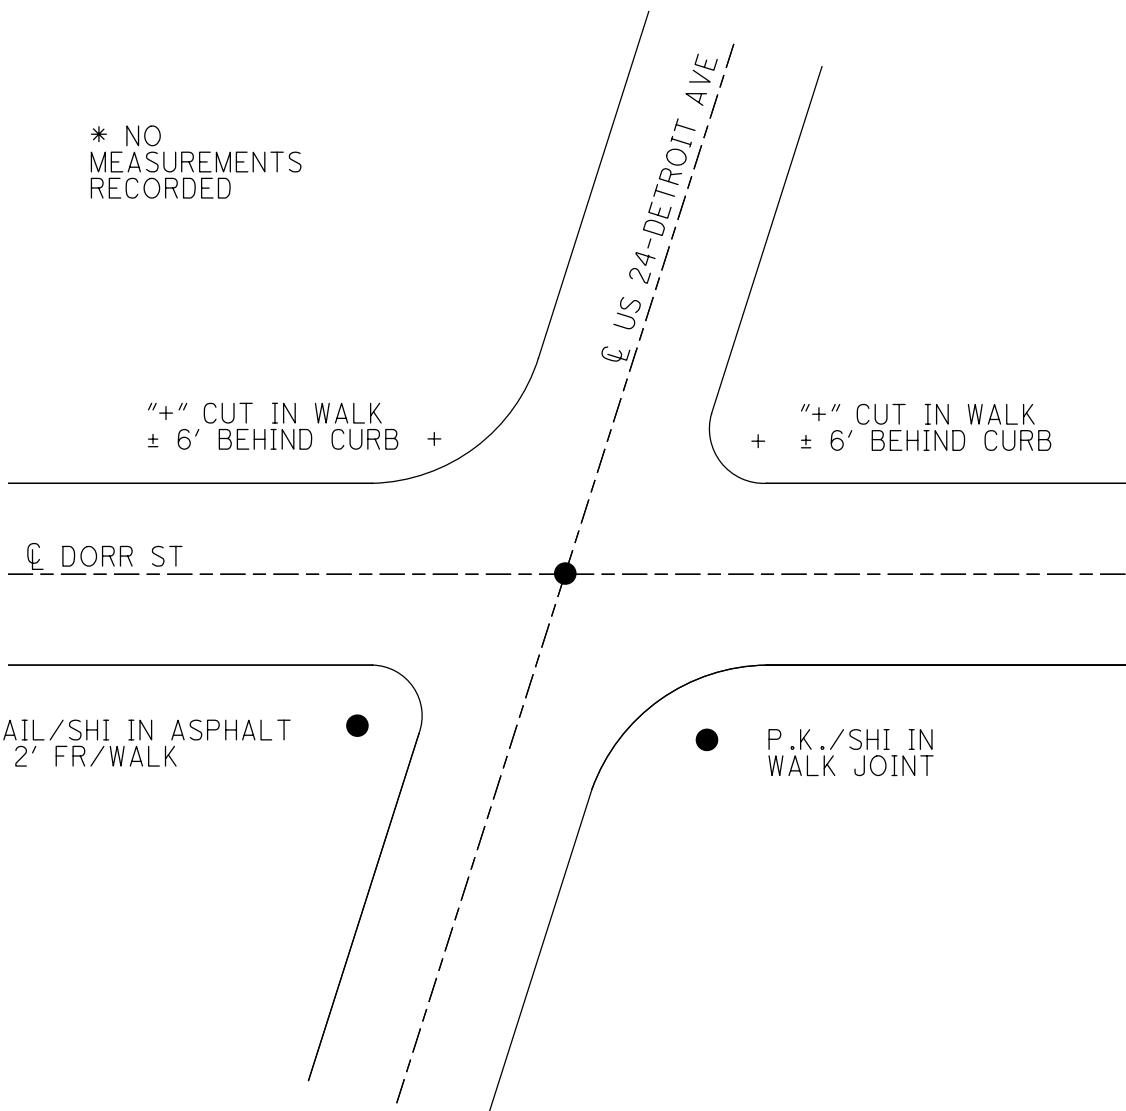 * NO
MEASUREMENTS
RECORDED
℄ US 24-DETROIT AVE
"+" CUT IN WALK
± 6' BEHIND CURB
"+" CUT IN WALK
± 6' BEHIND CURB
℄ DORR ST
AIL/SHI IN ASPHALT
2' FR/WALK
P.K./SHI IN
WALK JOINT